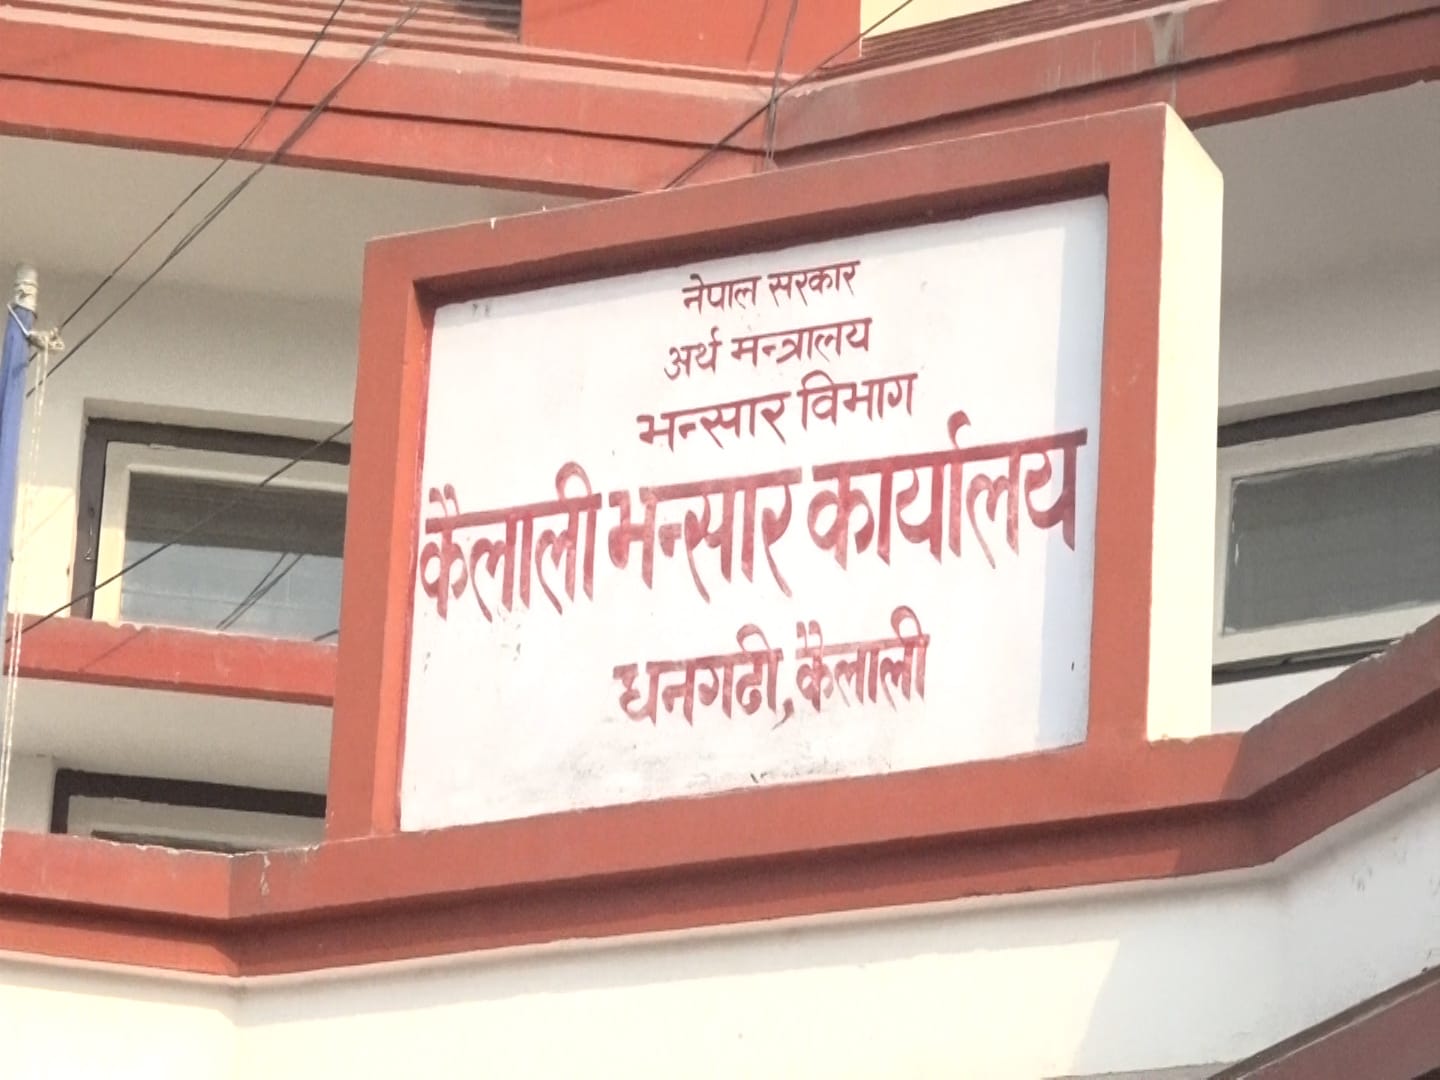 नेपाल सरकार
अर्थ मन्त्रालय
भन्सार विभाग
कैलाली भन्सार कार्यालय
धनगढी, कैलाली